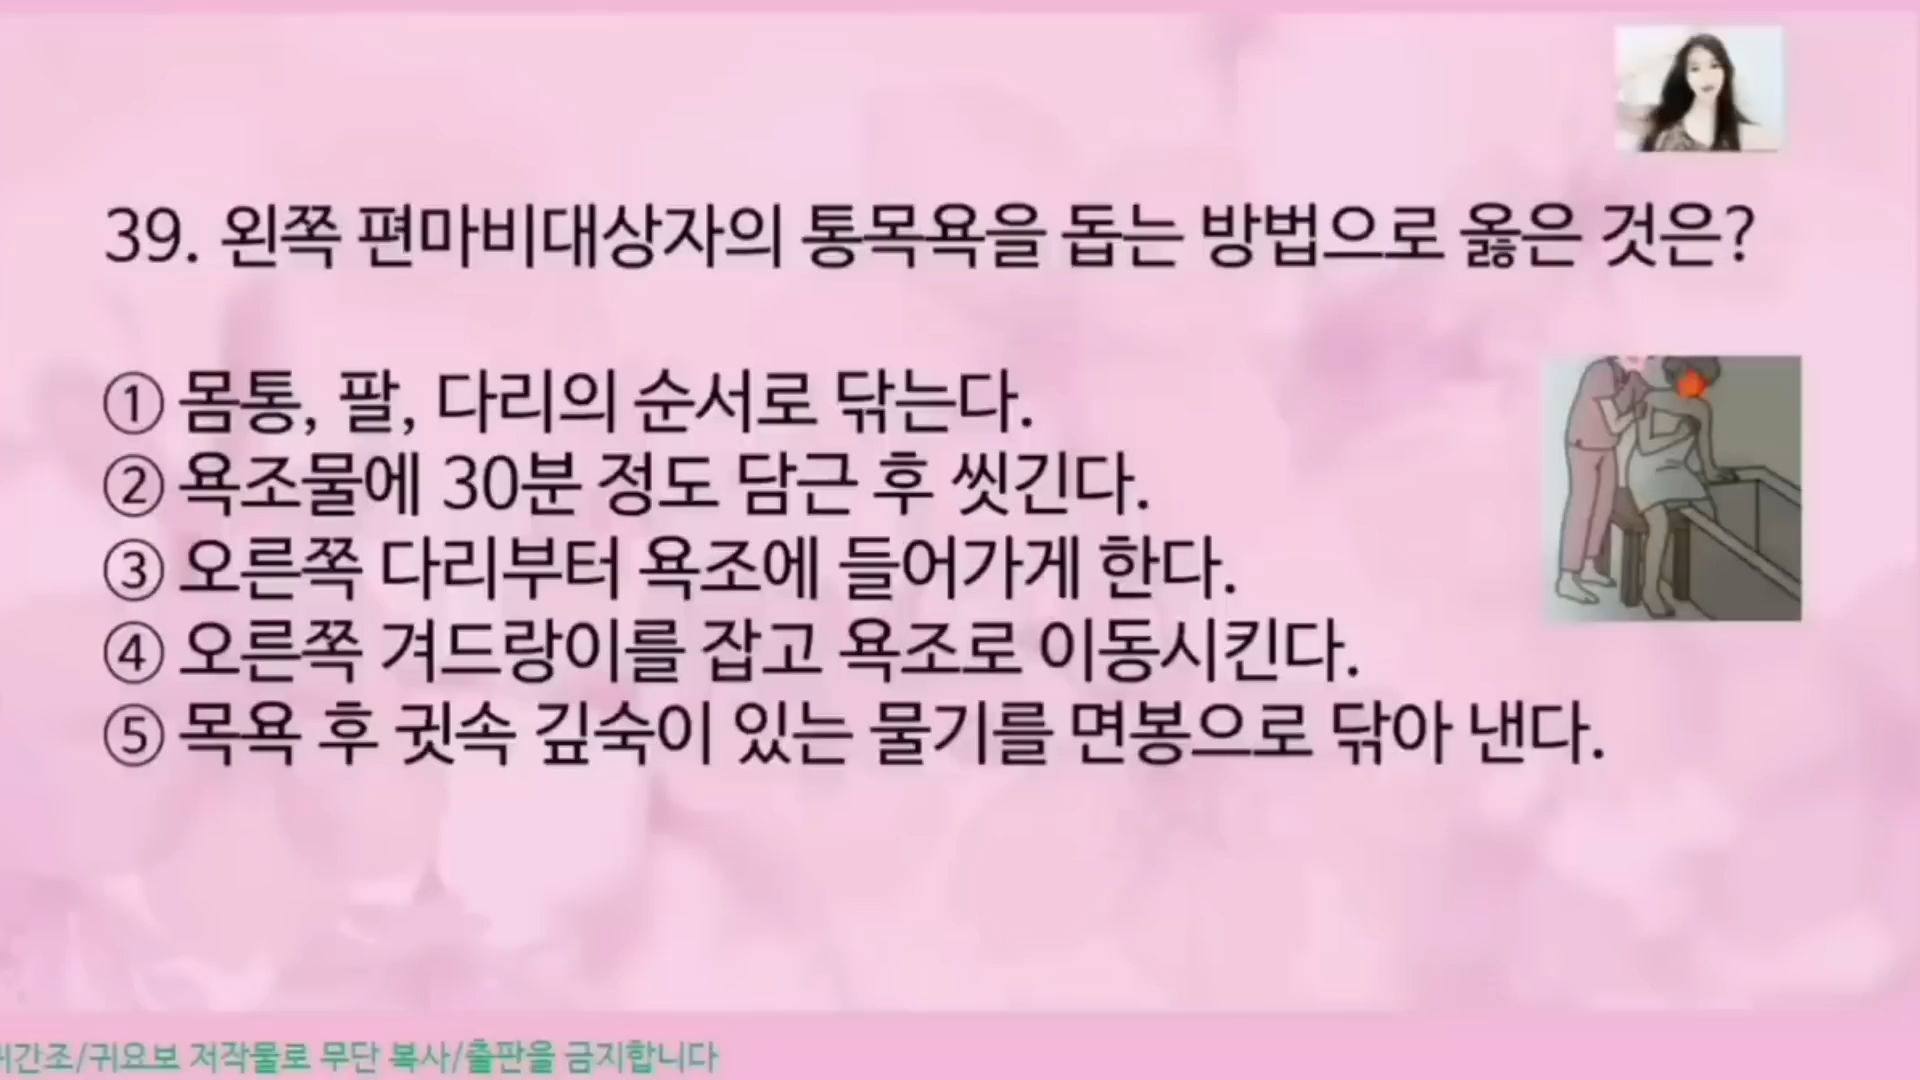 39. 왼쪽 편마비대상자의 통목욕을 돕는 방법으로 옳은 것은?
① 몸통, 팔, 다리의 순서로 닦는다.
② 욕조물에 30분 정도 담근 후 씻긴다.
③ 오른쪽 다리부터 욕조에 들어가게 한다.
④ 오른쪽 겨드랑이를 잡고 욕조로 이동시킨다.
⑤ 목욕 후 귓속 깊숙이 있는 물기를 면봉으로 닦아 낸다.
귀간조/귀요보 저작물로 무단 복사/출판을 금지합니다